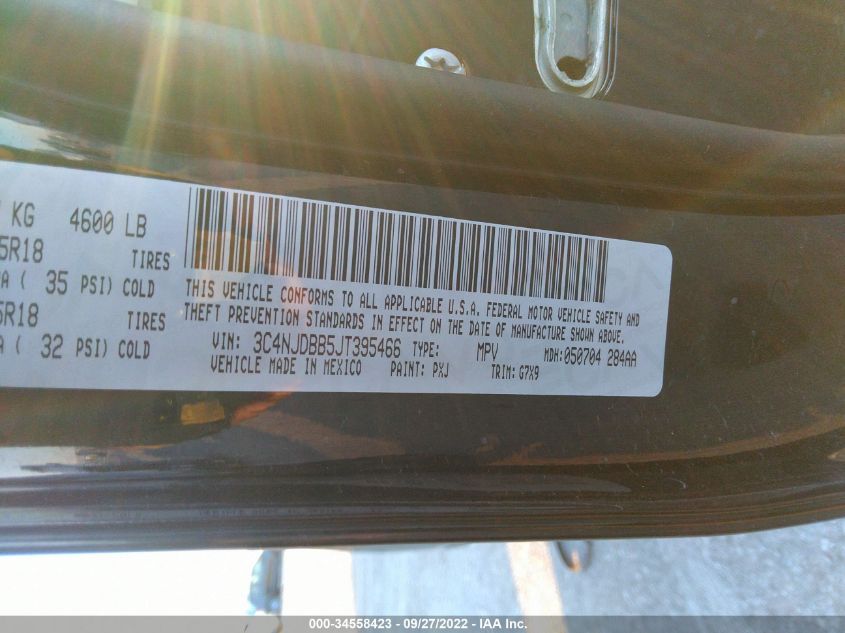 KG 4600 LB
5R18 TIRES
A ( 35 PSI) COLD
5R18 TIRES
A ( 32 PSI) COLD
THIS VEHICLE CONFORMS TO ALL APPLICABLE U.S.A. FEDERAL MOTOR VEHICLE SAFETY AND
THEFT PREVENTION STANDARDS IN EFFECT ON THE DATE OF MANUFACTURE SHOWN ABOVE.
VIN: 3C4NJDBB5JT395466 TYPE: MPV MDH:050704 284AA
VEHICLE MADE IN MEXICO PAINT: PXJ TRIM: G7X9
000-34558423 - 09/27/2022 - IAA Inc.